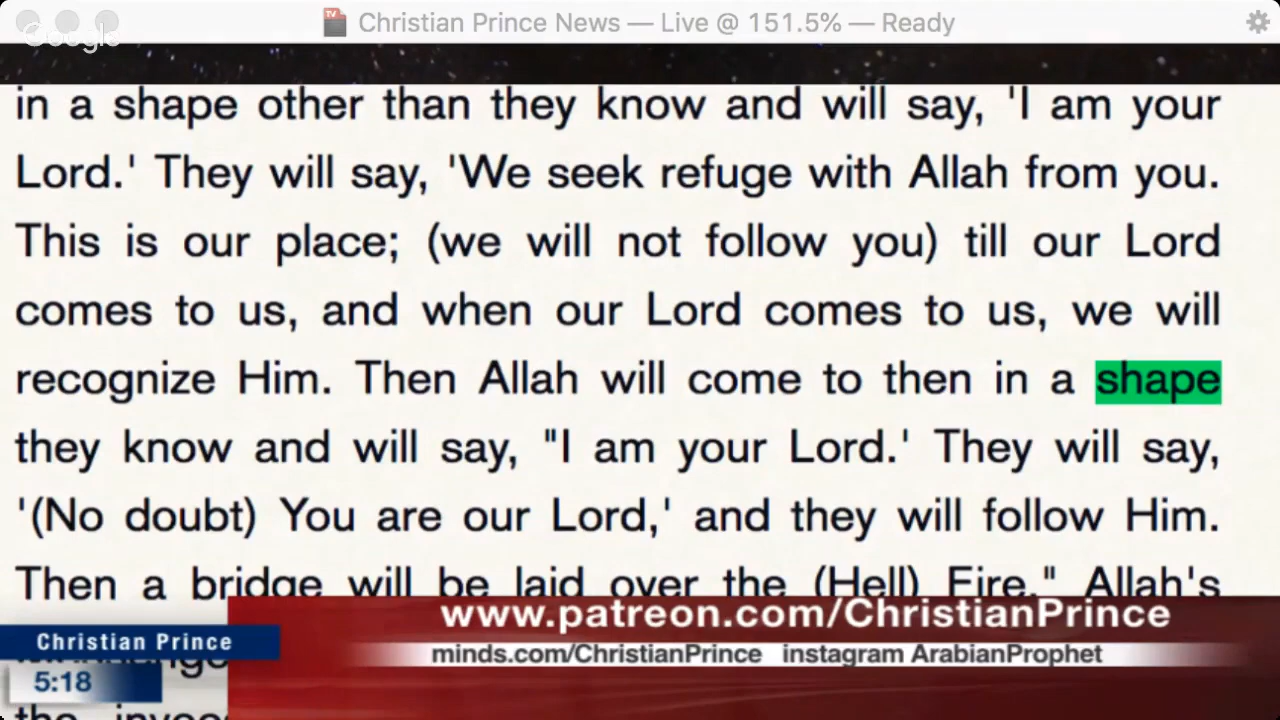 Christian Prince News — Live @ 151.5% — Ready
Google
in a shape other than they know and will say, 'I am your
Lord.' They will say, 'We seek refuge with Allah from you.
This is our place; (we will not follow you) till our Lord
comes to us, and when our Lord comes to us, we will
recognize Him. Then Allah will come to then in a shape
they know and will say, "I am your Lord.' They will say,
'(No doubt) You are our Lord,' and they will follow Him.
Then a bridge will be laid over the (Hell) Fire." Allah's
www.patreon.com/ChristianPrince
Christian Prince
minds.com/ChristianPrince instagram ArabianProphet
5:18
the